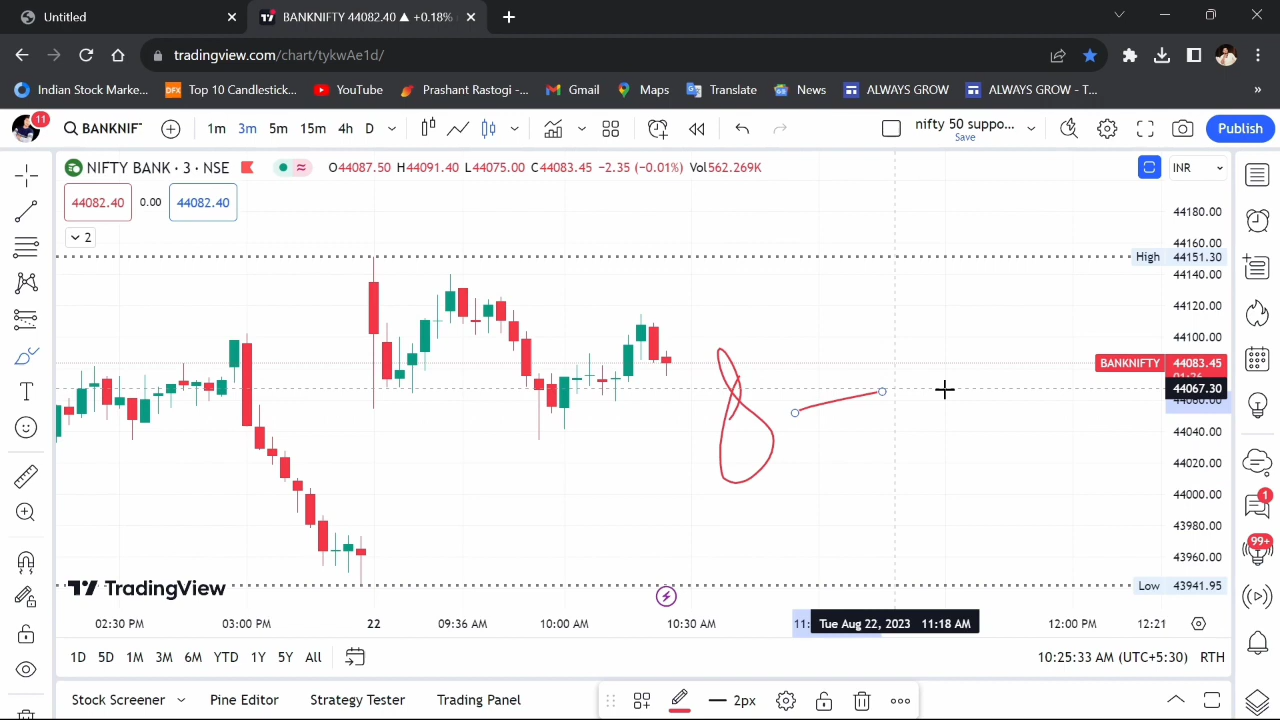 Untitled
BANKNIFTY 44082.40 ▲ +0.18%
tradingview.com/chart/tykwAe1d/
Indian Stock Marke... Top 10 Candlestick... YouTube Prashant Rastogi -... Gmail Maps Translate News ALWAYS GROW ALWAYS GROW - T... »
11 BANKNIF 1m 3m 5m 15m 4h D nifty 50 suppo... Publish
Save
NIFTY BANK · 3 · NSE O44087.50 H44091.40 L44075.00 C44083.45 −2.35 (−0.01%) Vol562.269K INR
44082.40 0.00 44082.40
2
44180.00
44160.00
High 44151.30
44140.00
44120.00
44100.00
BANKNIFTY 44083.45
44067.30
44040.00
44020.00
44000.00
43980.00
43960.00
Low 43941.95
8
1
99+
TradingView
02:30 PM 03:00 PM 22 09:36 AM 10:00 AM 10:30 AM 11: Tue Aug 22, 2023 11:18 AM 12:00 PM 12:21
1D 5D 1M 3M 6M YTD 1Y 5Y All 10:25:33 AM (UTC+5:30) RTH
Stock Screener Pine Editor Strategy Tester Trading Panel 2px